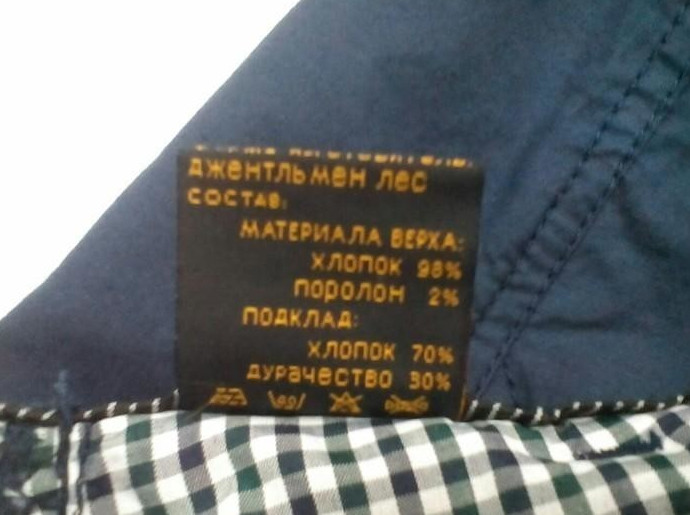 джентльмен лес
состав:
МАТЕРИАЛА ВЕРХА:
хлопок 98%
поролон 2%
подклад:
хлопок 70%
дурачество 30%